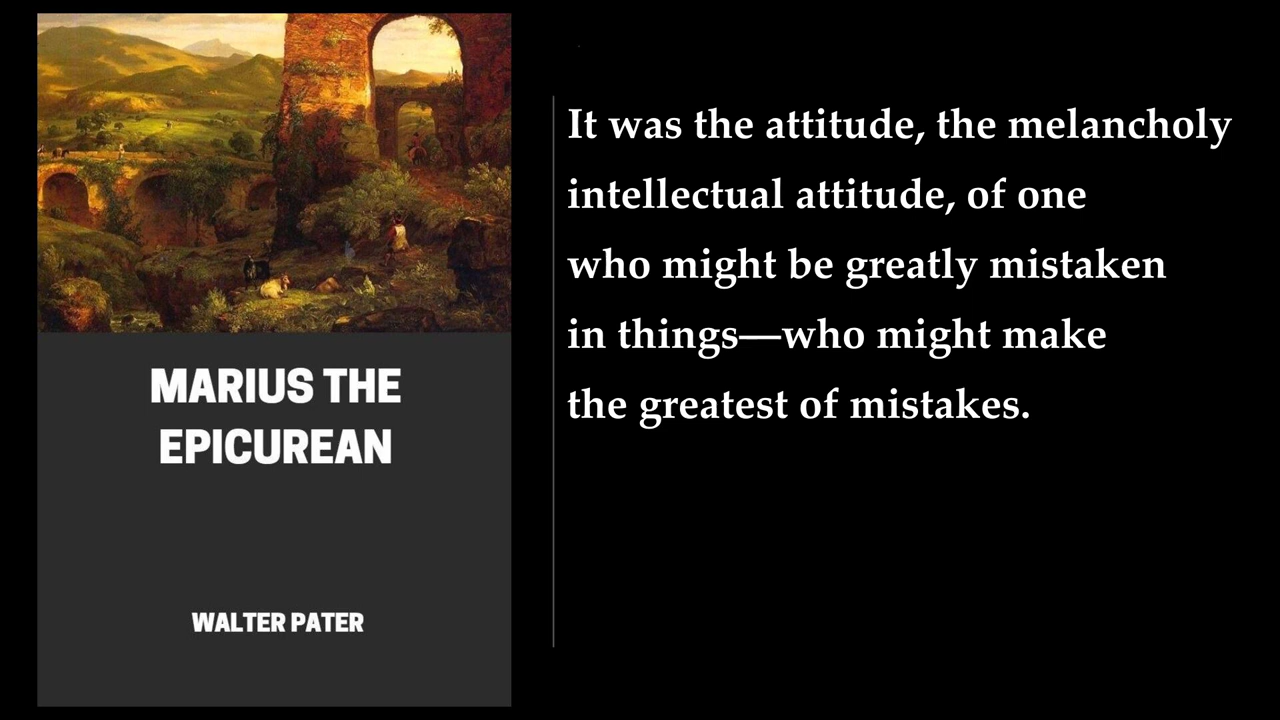 MARIUS THE
EPICUREAN
WALTER PATER
It was the attitude, the melancholy
intellectual attitude, of one
who might be greatly mistaken
in things—who might make
the greatest of mistakes.